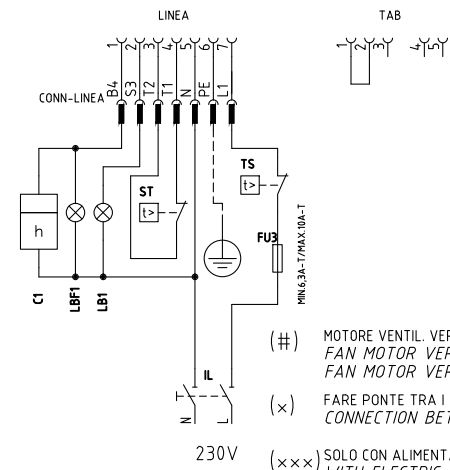 LINEA TAB
1 2 3 4 5 6 7 1 2 3 4 5
B4 S3 T2 T1 N PE L1
CONN-LINEA
TS
ST
t> t>
h
FU3
MIN.6,3A-T/MAX.10A-T
C1 LBF1 LB1
(#) MOTORE VENTIL. VER
FAN MOTOR VER
FAN MOTOR VER
IL
(x) FARE PONTE TRA I
CONNECTION BET
N L
230V
(xxx) SOLO CON ALIMENTA
WITH ELECTRIC